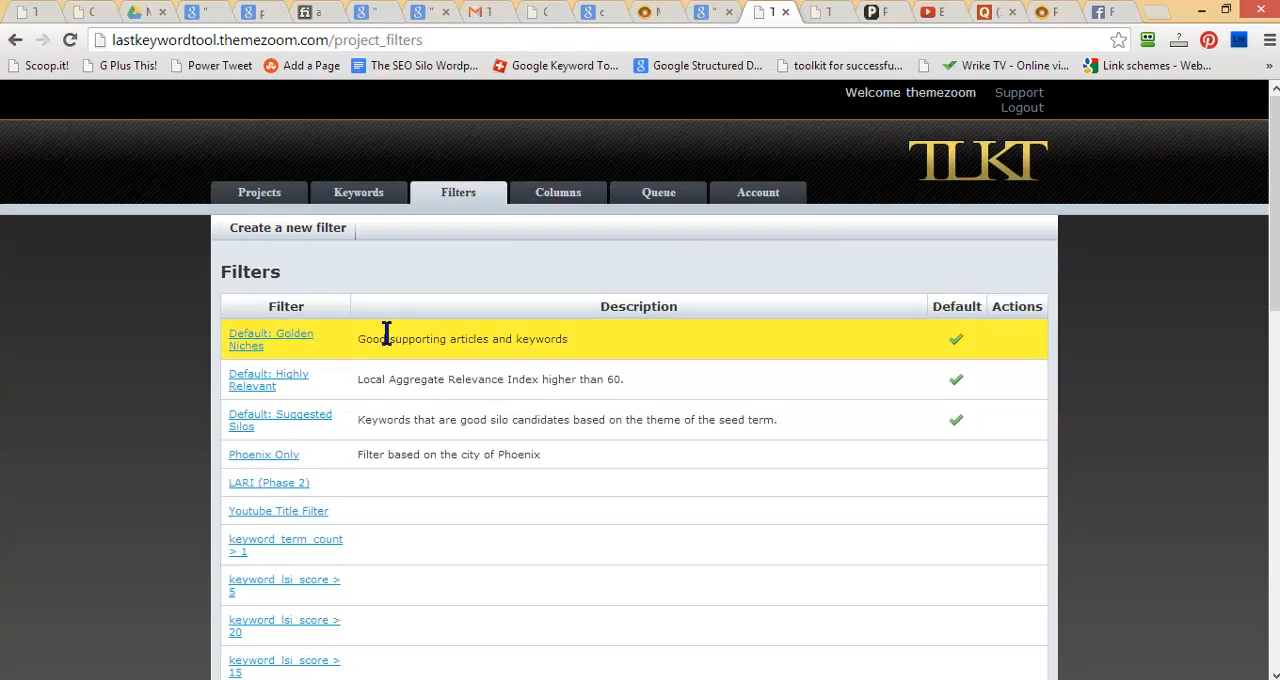 T
C
N
"
p
a
"
"
T
C
c
N
"
T
T
F
E
(
F
F
lastkeywordtool.themezoom.com/project_filters
Scoop.it!
G Plus This!
Power Tweet
Add a Page
The SEO Silo Wordp...
Google Keyword To...
Google Structured D...
toolkit for successfu...
Wrike TV - Online vi...
Link schemes - Web...
»
Welcome themezoom
Support
Logout
TLKT
Projects
Keywords
Filters
Columns
Queue
Account
Create a new filter
Filters
Filter
Description
Default
Actions
Default: Golden
Niches
Good supporting articles and keywords
Default: Highly
Relevant
Local Aggregate Relevance Index higher than 60.
Default: Suggested
Silos
Keywords that are good silo candidates based on the theme of the seed term.
Phoenix Only
Filter based on the city of Phoenix
LARI (Phase 2)
Youtube Title Filter
keyword_term_count
> 1
keyword_lsi_score >
5
keyword_lsi_score >
20
keyword_lsi_score >
15